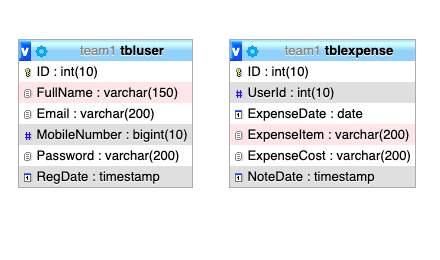 team1 tbluser
ID : int(10)
FullName : varchar(150)
Email : varchar(200)
MobileNumber : bigint(10)
Password : varchar(200)
RegDate : timestamp
team1 tblexpense
ID : int(10)
UserId : int(10)
ExpenseDate : date
ExpenseItem : varchar(200)
ExpenseCost : varchar(200)
NoteDate : timestamp